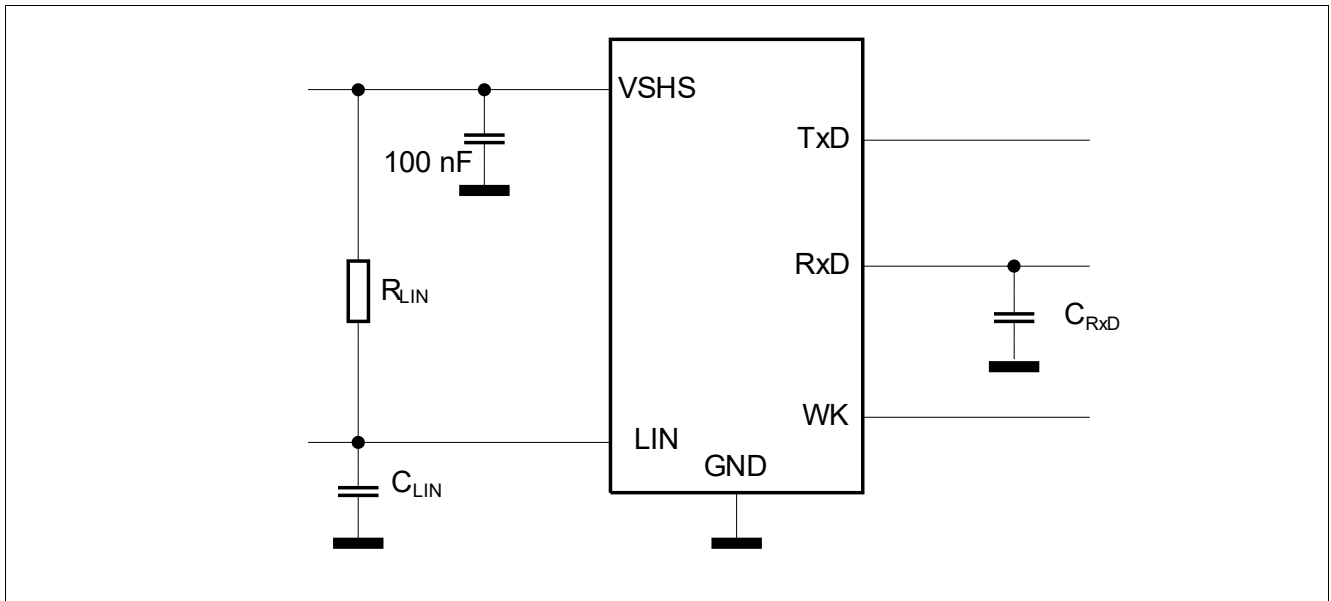 VSHS
TxD
100 nF
RxD
RLIN
CRxD
WK
LIN
GND
CLIN